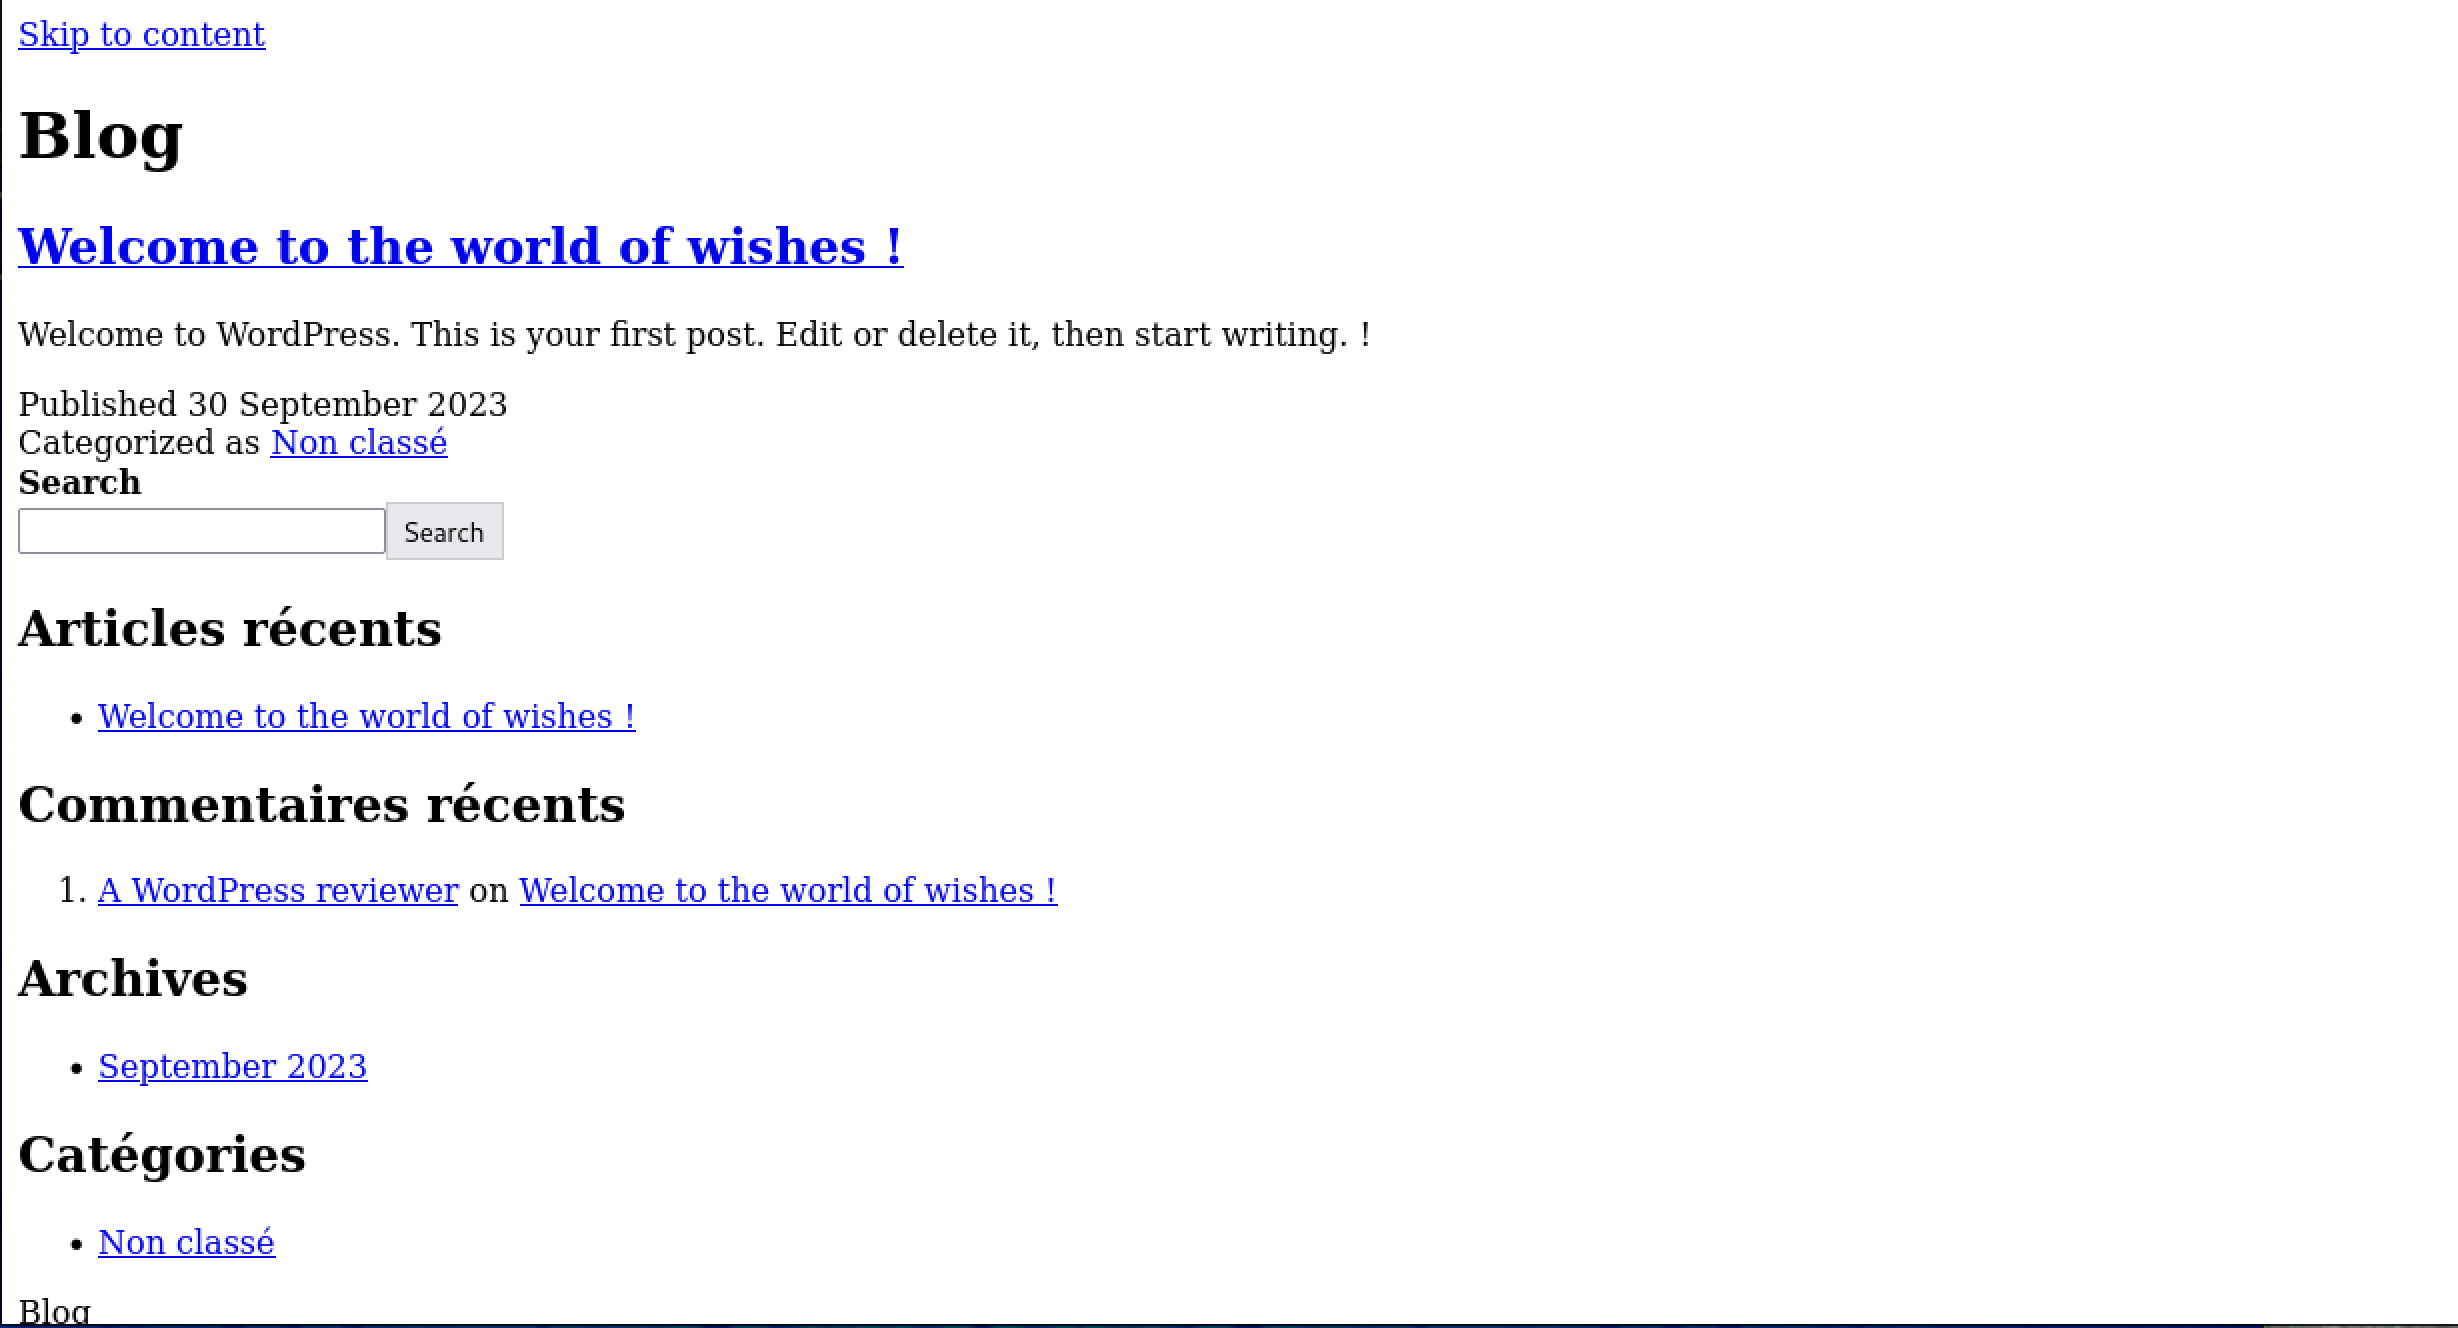 Skip to content
Blog
Welcome to the world of wishes !
Welcome to WordPress. This is your first post. Edit or delete it, then start writing. !
Published 30 September 2023
Categorized as Non classé
Search
Search
Articles récents
• Welcome to the world of wishes !
Commentaires récents
1. A WordPress reviewer on Welcome to the world of wishes !
Archives
• September 2023
Catégories
• Non classé
Blog